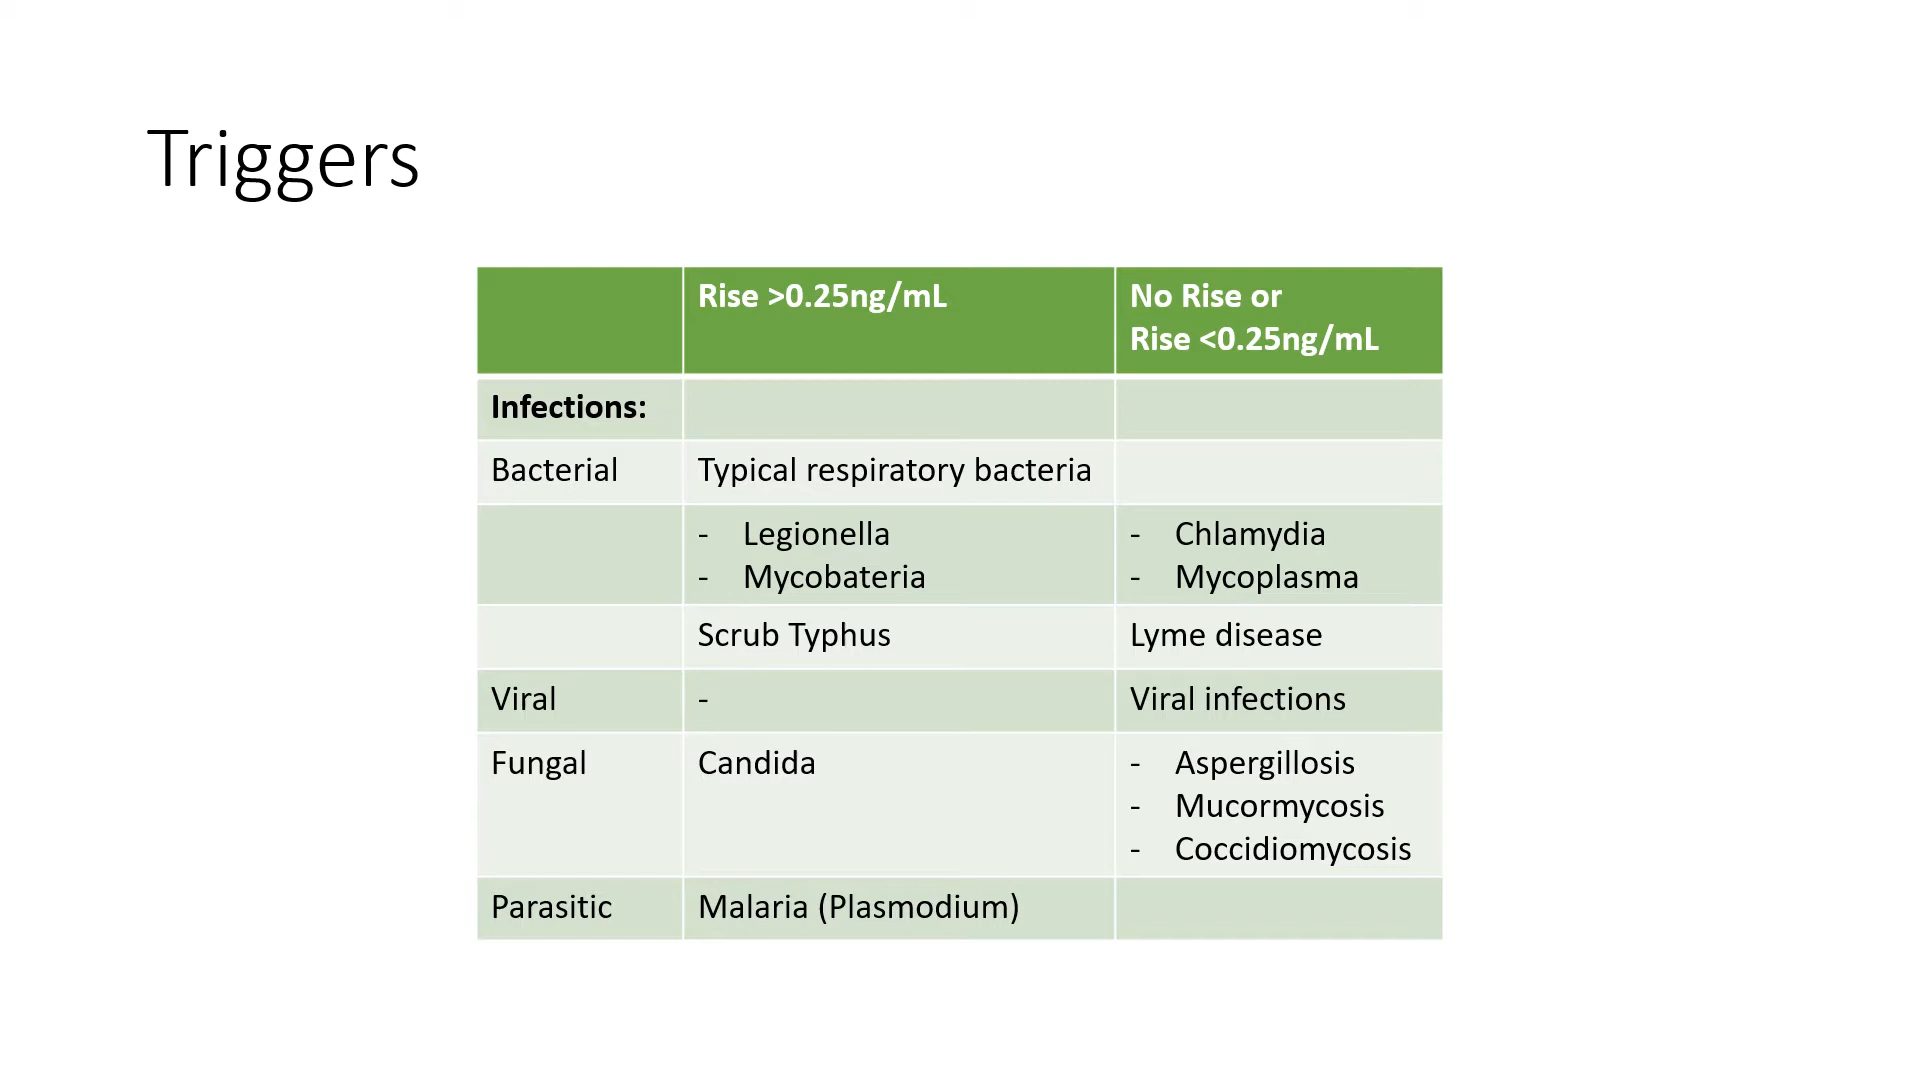 Triggers
Rise >0.25ng/mL
No Rise or
Rise <0.25ng/mL
Infections:
Bacterial
Typical respiratory bacteria
- Legionella
- Mycobateria
- Chlamydia
- Mycoplasma
Scrub Typhus
Lyme disease
Viral
-
Viral infections
Fungal
Candida
- Aspergillosis
- Mucormycosis
- Coccidiomycosis
Parasitic
Malaria (Plasmodium)